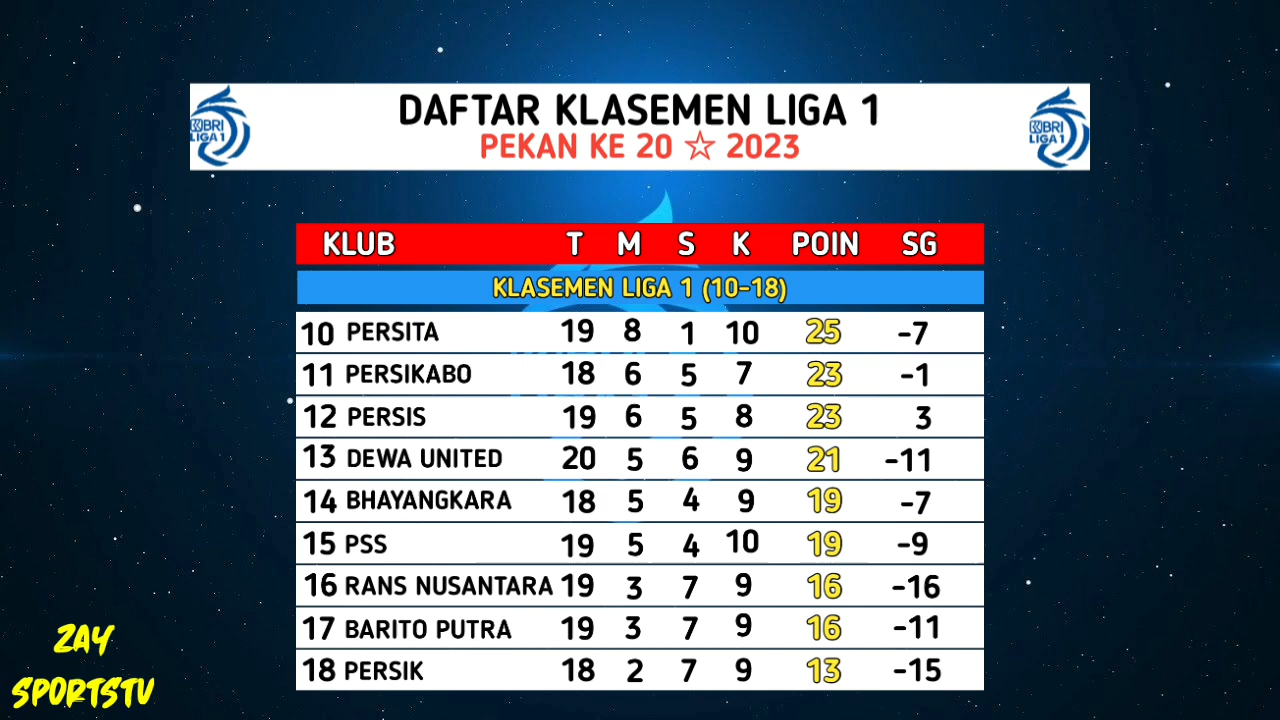 DAFTAR KLASEMEN LIGA 1
PEKAN KE 20 ☆ 2023
BRI
LIGA 1
BRI
LIGA 1
KLUB T M S K POIN SG
KLASEMEN LIGA 1 (10-18)
10 PERSITA 19 8 1 10 25 -7
11 PERSIKABO 18 6 5 7 23 -1
12 PERSIS 19 6 5 8 23 3
13 DEWA UNITED 20 5 6 9 21 -11
14 BHAYANGKARA 18 5 4 9 19 -7
15 PSS 19 5 4 10 19 -9
16 RANS NUSANTARA 19 3 7 9 16 -16
17 BARITO PUTRA 19 3 7 9 16 -11
18 PERSIK 18 2 7 9 13 -15
ZAY
SPORTSTV